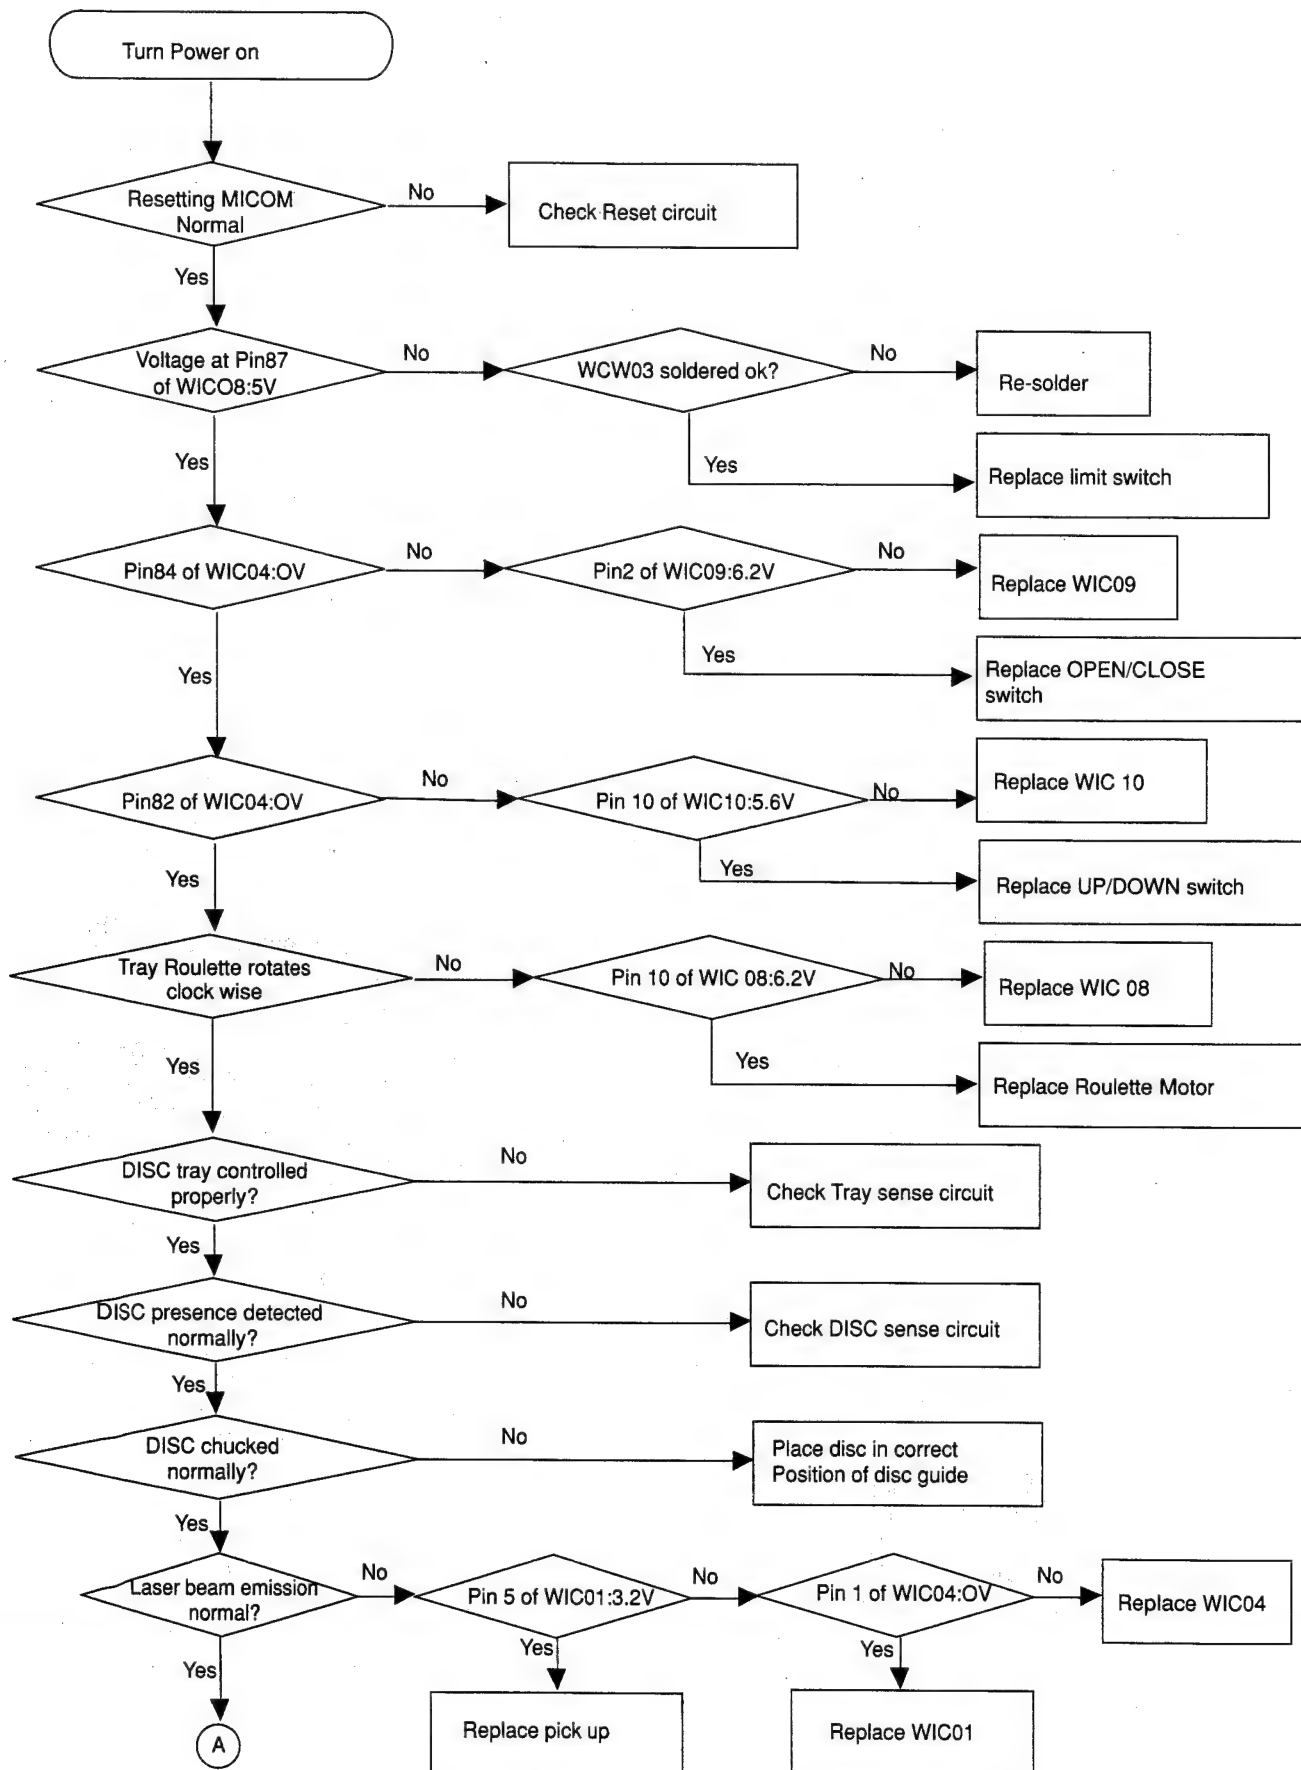 Turn Power on
Resetting MICOM
Normal
No
Check Reset circuit
Yes
Voltage at Pin87
of WICO8:5V
No
WCW03 soldered ok?
No
Re-solder
Yes
Yes
Replace limit switch
Pin84 of WIC04:OV
No
Pin2 of WIC09:6.2V
No
Replace WIC09
Yes
Yes
Replace OPEN/CLOSE
switch
Pin82 of WIC04:OV
No
Pin 10 of WIC10:5.6V
No
Replace WIC 10
Yes
Yes
Replace UP/DOWN switch
Tray Roulette rotates
clock wise
No
Pin 10 of WIC 08:6.2V
No
Replace WIC 08
Yes
Yes
Replace Roulette Motor
DISC tray controlled
properly?
No
Check Tray sense circuit
Yes
DISC presence detected
normally?
No
Check DISC sense circuit
Yes
DISC chucked
normally?
No
Place disc in correct
Position of disc guide
Yes
Laser beam emission
normal?
No
Pin 5 of WIC01:3.2V
No
Pin 1 of WIC04:OV
No
Replace WIC04
Yes
Yes
Yes
A
Replace pick up
Replace WIC01